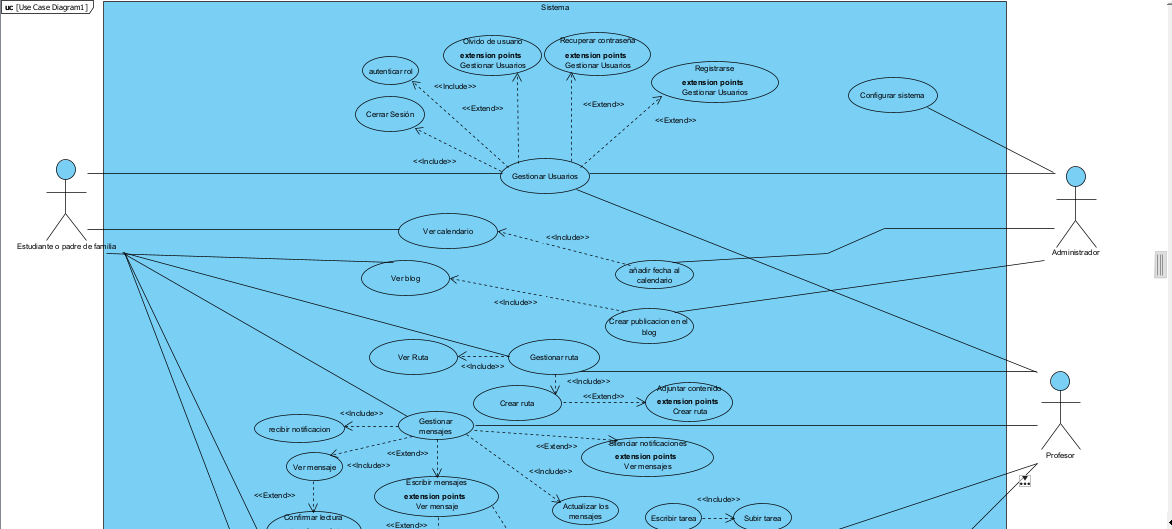 uc [Use Case Diagram1]
Sistema
Olvido de usuario
extension points
Gestionar Usuarios
Recuperar contraseña
extension points
Gestionar Usuarios
autenticar rol
<<Include>>
Registrarse
extension points
Gestionar Usuarios
Configurar sistema
Cerrar Sesión
<<Extend>>
<<Extend>>
<<Extend>>
<<Include>>
Gestionar Usuarios
Estudiante o padre de familia
Ver calendario
<<Include>>
Administrador
Ver blog
añadir fecha al
calendario
<<Include>>
Crear publicacion en el
blog
Ver Ruta
<<Include>>
Gestionar ruta
<<Include>>
Crear ruta
<<Extend>>
Adjuntar contenido
extension points
Crear ruta
recibir notificacion
<<Include>>
Gestionar
mensajes
<<Extend>>
Silenciar notificaciones
extension points
Ver mensajes
Profesor
Ver mensaje
<<Include>>
<<Extend>>
<<Include>>
Escribir mensajes
extension points
Ver mensaje
<<Extend>>
Confirmar lectura
<<Extend>>
Actualizar los
mensajes
Escribir tarea
<<Include>>
Subir tarea